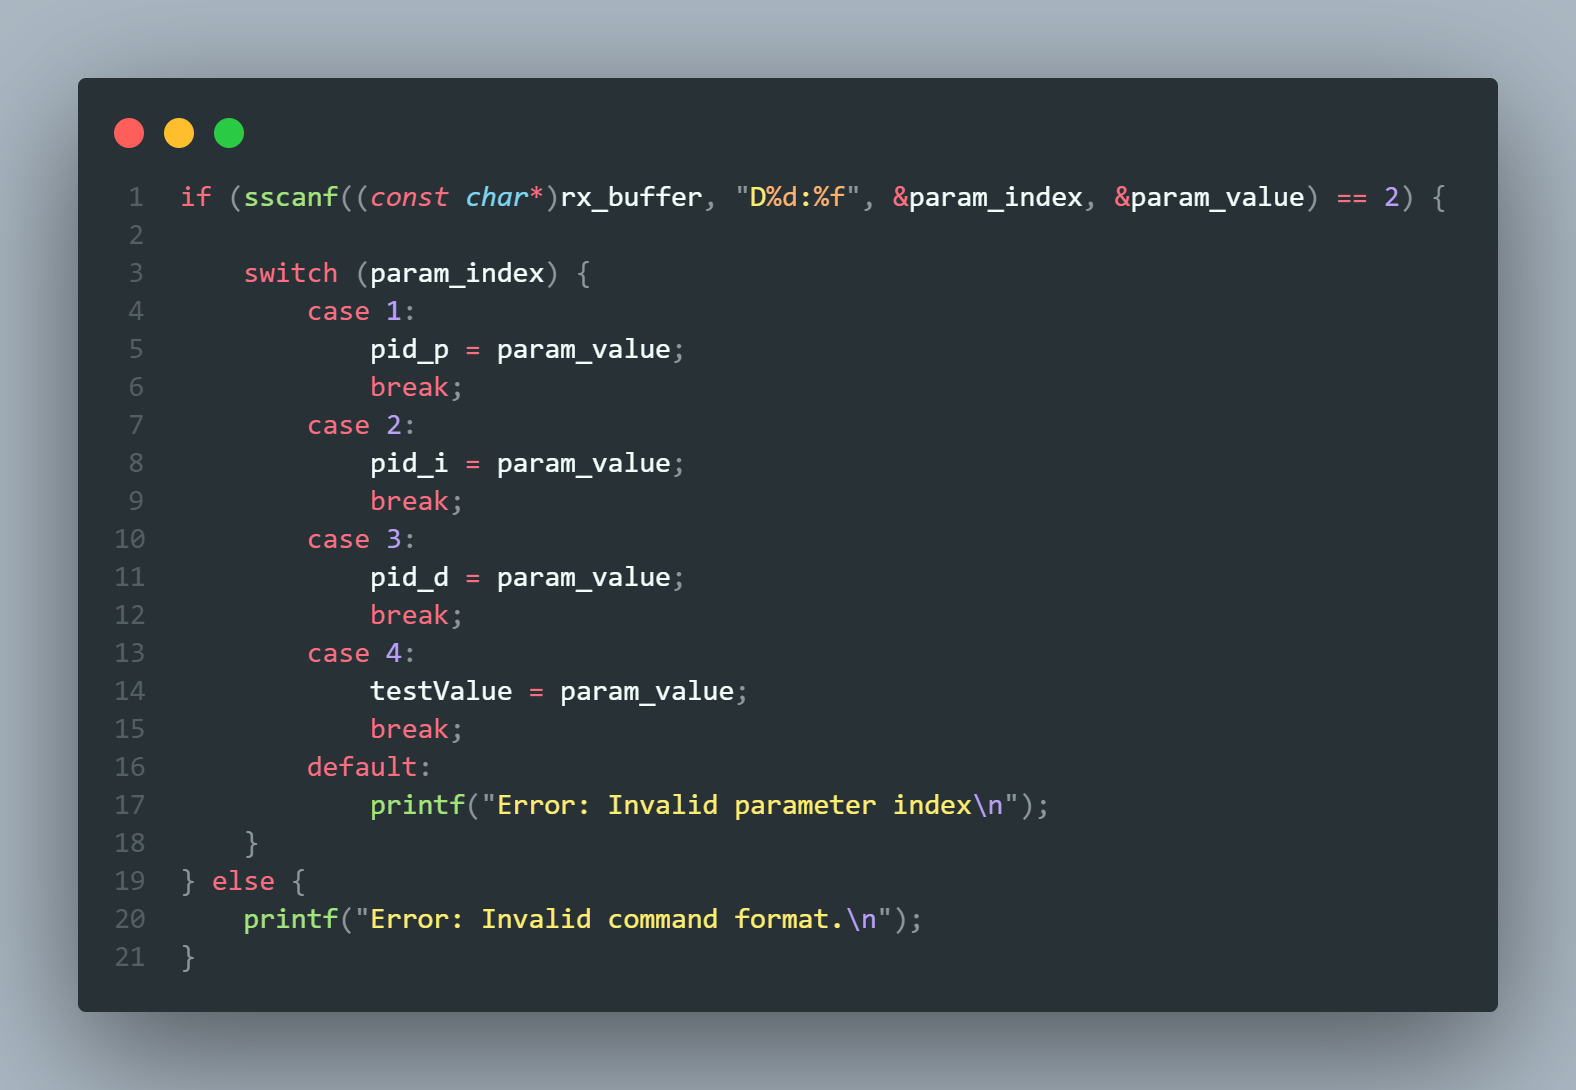 1 if (sscanf((const char*)rx_buffer, "D%d:%f", &param_index, &param_value) == 2) {
2
3     switch (param_index) {
4         case 1:
5             pid_p = param_value;
6             break;
7         case 2:
8             pid_i = param_value;
9             break;
10         case 3:
11             pid_d = param_value;
12             break;
13         case 4:
14             testValue = param_value;
15             break;
16         default:
17             printf("Error: Invalid parameter index\n");
18     }
19 } else {
20     printf("Error: Invalid command format.\n");
21 }